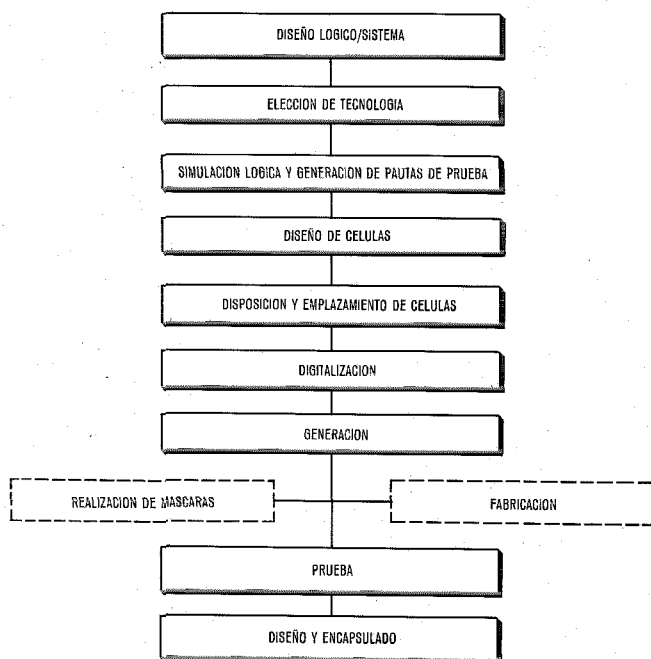 DISEÑO LOGICO/SISTEMA
ELECCION DE TECNOLOGIA
SIMULACION LOGICA Y GENERACION DE PAUTAS DE PRUEBA
DISEÑO DE CELULAS
DISPOSICION Y EMPLAZAMIENTO DE CELULAS
DIGITALIZACION
GENERACION
REALIZACION DE MASCARAS
FABRICACION
PRUEBA
DISEÑO Y ENCAPSULADO